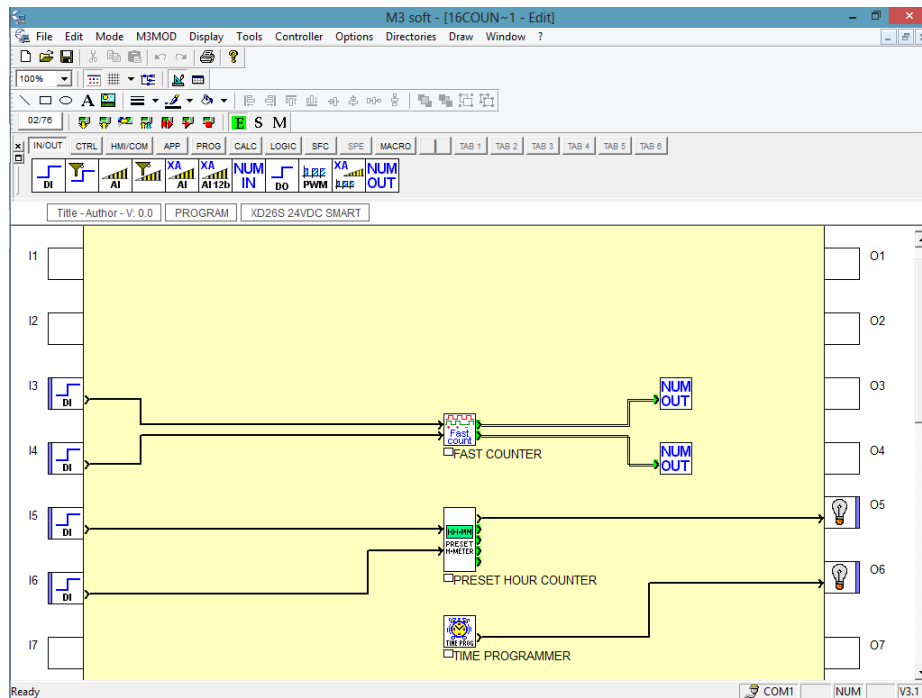 M3 soft - [16COUN~1 - Edit]
File Edit Mode M3MOD Display Tools Controller Options Directories Draw Window ?
100%
A
02/76 E S M
IN/OUT CTRL HMI/COM APP PROG CALC LOGIC SFC SPE MACRO TAB 1 TAB 2 TAB 3 TAB 4 TAB 5 TAB 6
DI AI XA AI XA AI 12b NUM IN DO PWM XA NUM OUT
Title - Author - V: 0.0 PROGRAM XD26S 24VDC SMART
I1 O1
I2 O2
I3 DI NUM OUT O3
Fast count
I4 DI FAST COUNTER NUM OUT O4
I5 DI HH-MM PRESET H-METER O5
I6 DI PRESET HOUR COUNTER O6
TIME PROG
I7 TIME PROGRAMMER O7
Ready COM1 NUM V3.1